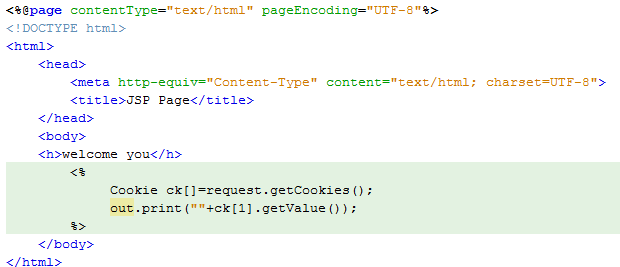 <%@page contentType="text/html" pageEncoding="UTF-8"%>
<!DOCTYPE html>
<html>
    <head>
        <meta http-equiv="Content-Type" content="text/html; charset=UTF-8">
        <title>JSP Page</title>
    </head>
    <body>
    <h>welcome you</h>
        <%
             Cookie ck[]=request.getCookies();
             out.print(""+ck[1].getValue());
        %>
    </body>
</html>